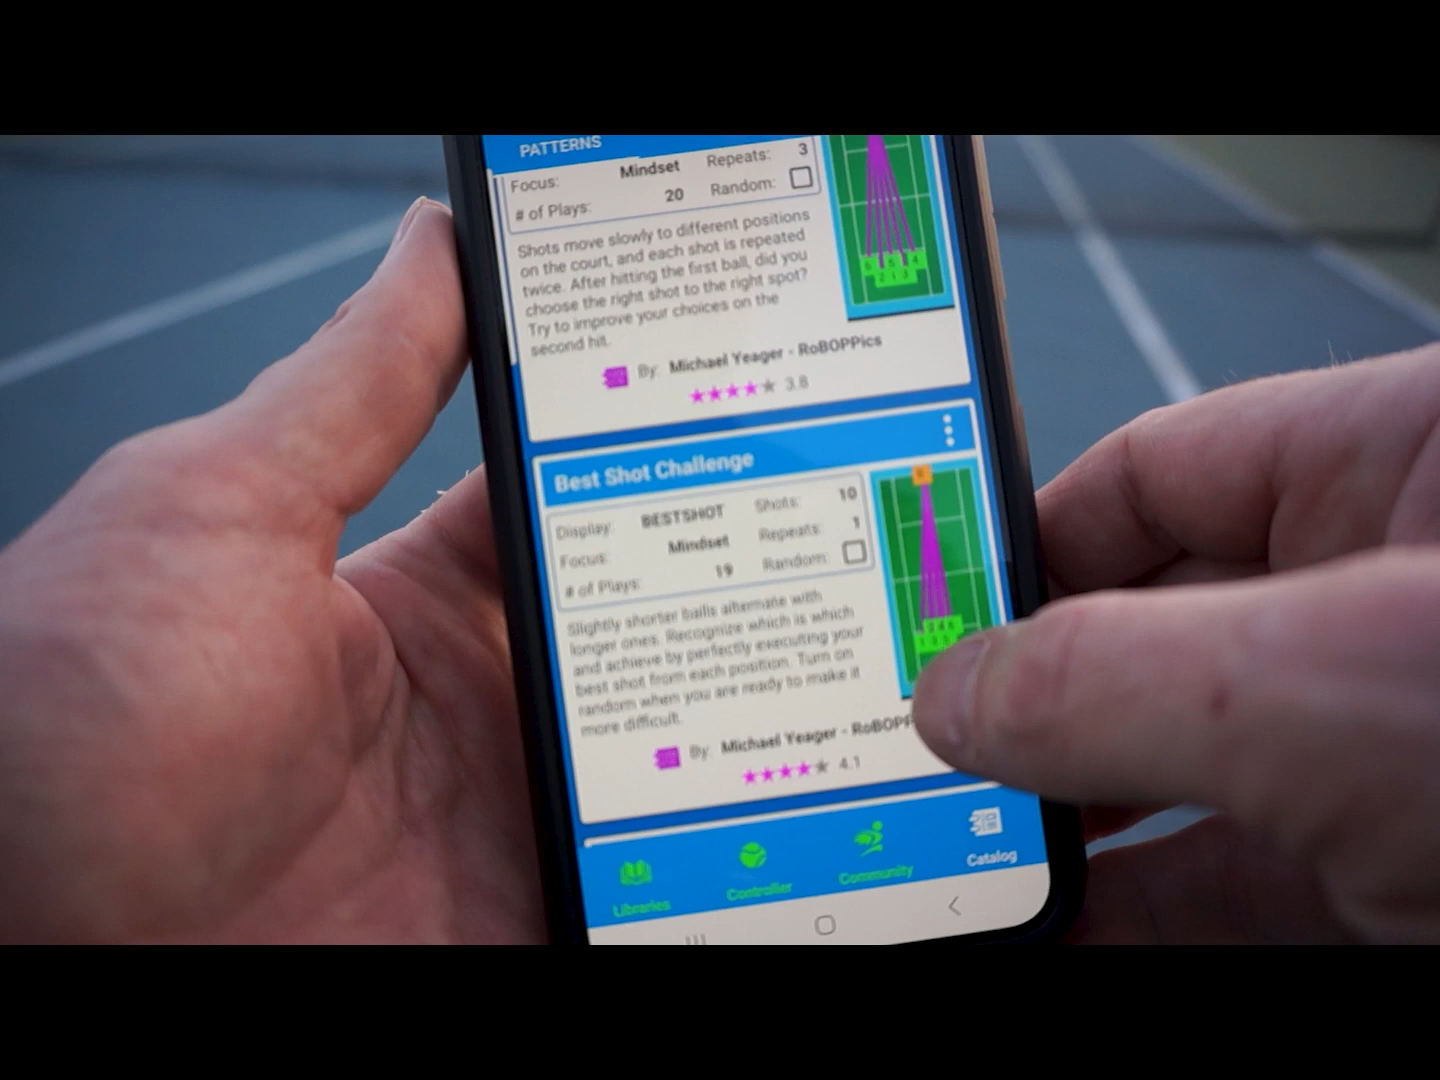 PATTERNS
Focus: Mindset Repeats: 3
# of Plays: 20 Random:
Shots move slowly to different positions
on the court, and each shot is repeated
twice. After hitting the first ball, did you
choose the right shot to the right spot?
Try to improve your choices on the
second hit.
By: Michael Yeager - RoBOPPics
3.8
Best Shot Challenge
Display: BESTSHOT Shots: 10
Focus: Mindset Repeats: 1
# of Plays: 19 Random:
Slightly shorter balls alternate with
longer ones. Recognize which is which
and achieve by perfectly executing your
best shot from each position. Turn on
random when you are ready to make it
more difficult.
By: Michael Yeager - RoBOPP
4.1
Libraries Controller Community Catalog